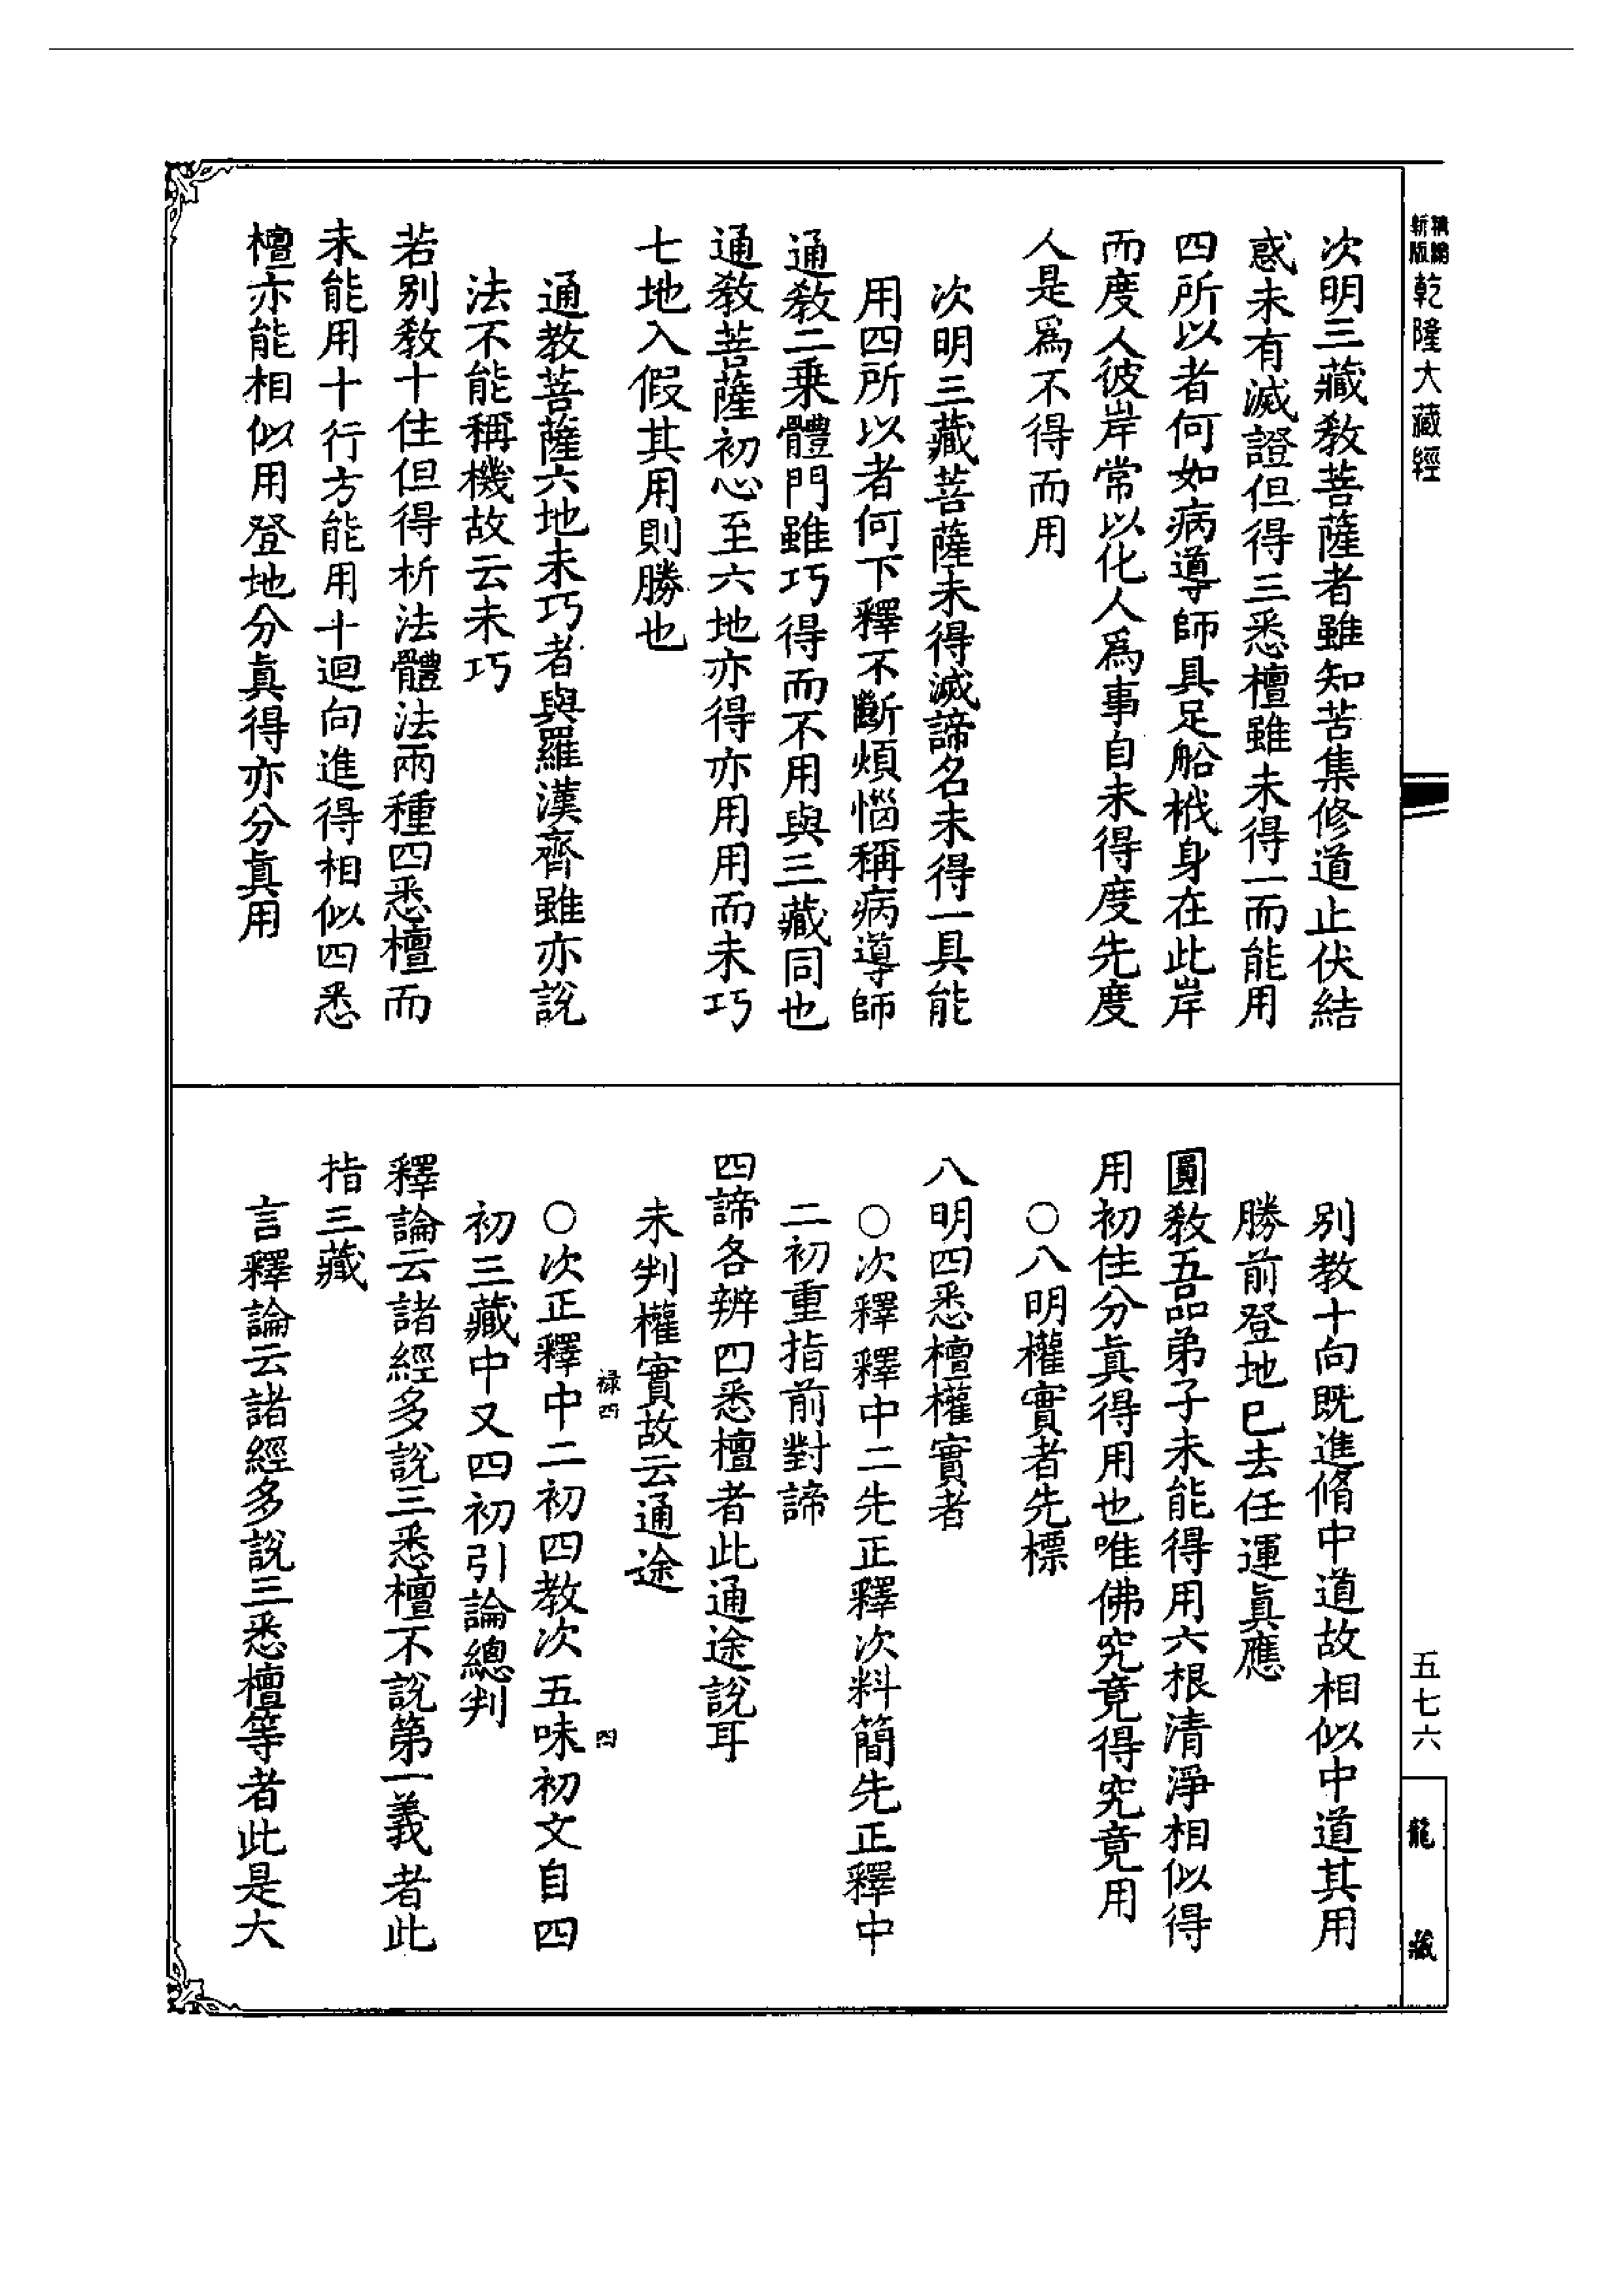 新版
精編
乾隆大藏經
次明三藏敎菩薩者雖知苦集修道止伏結
惑未有滅證但得三悉檀雖未得一而能用
四所以者何如病導師具足船栰身在此岸
而度人彼岸常以化人爲事自未得度先度
人是爲不得而用
次明三藏菩薩未得滅諦名未得一具能
用四所以者何下釋不斷煩惱稱病導師
通敎二乘體門雖巧得而不用與三藏同也
通敎菩薩初心至六地亦得亦用用而未巧
七地入假其用則勝也
通教菩薩六地未巧者與羅漢齊雖亦說
法不能稱機故云未巧
若別敎十住但得析法體法兩種四悉檀而
未能用十行方能用十迴向進得相似四悉
檀亦能相似用登地分眞得亦分眞用
別教十向既進脩中道故相似中道其用
勝前登地已去任運眞應
圓敎五品弟子未能得用六根清淨相似得
用初住分眞得用也唯佛究竟得究竟用
○八明權實者先標
八明四悉檀權實者
○次釋釋中二先正釋次料簡先正釋中
二初重指前對諦
四諦各辨四悉檀者此通途說耳
未判權實故云通途
祿四
四
○次正釋中二初四教次五味初文自四
初三藏中又四初引論總判
釋論云諸經多說三悉檀不說第一義者此
指三藏
言釋論云諸經多說三悉檀等者此是大
五七六
龍
藏